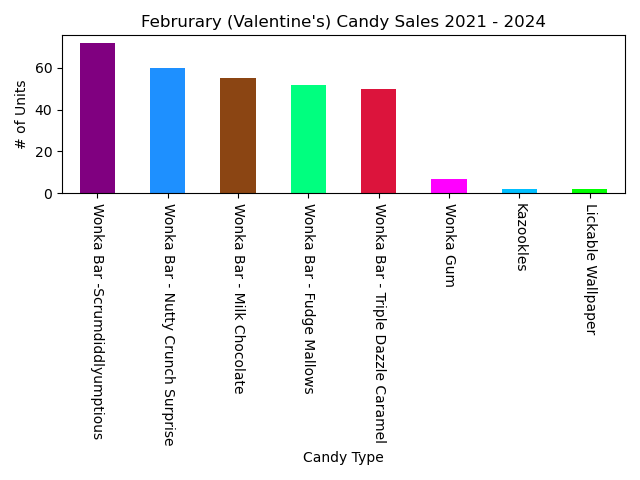 Februrary (Valentine's) Candy Sales 2021 - 2024
# of Units
60
40
20
0
Wonka Bar -Scrumdiddlyumptious
Wonka Bar - Nutty Crunch Surprise
Wonka Bar - Milk Chocolate
Wonka Bar - Fudge Mallows
Wonka Bar - Triple Dazzle Caramel
Wonka Gum
Kazookles
Lickable Wallpaper
Candy Type